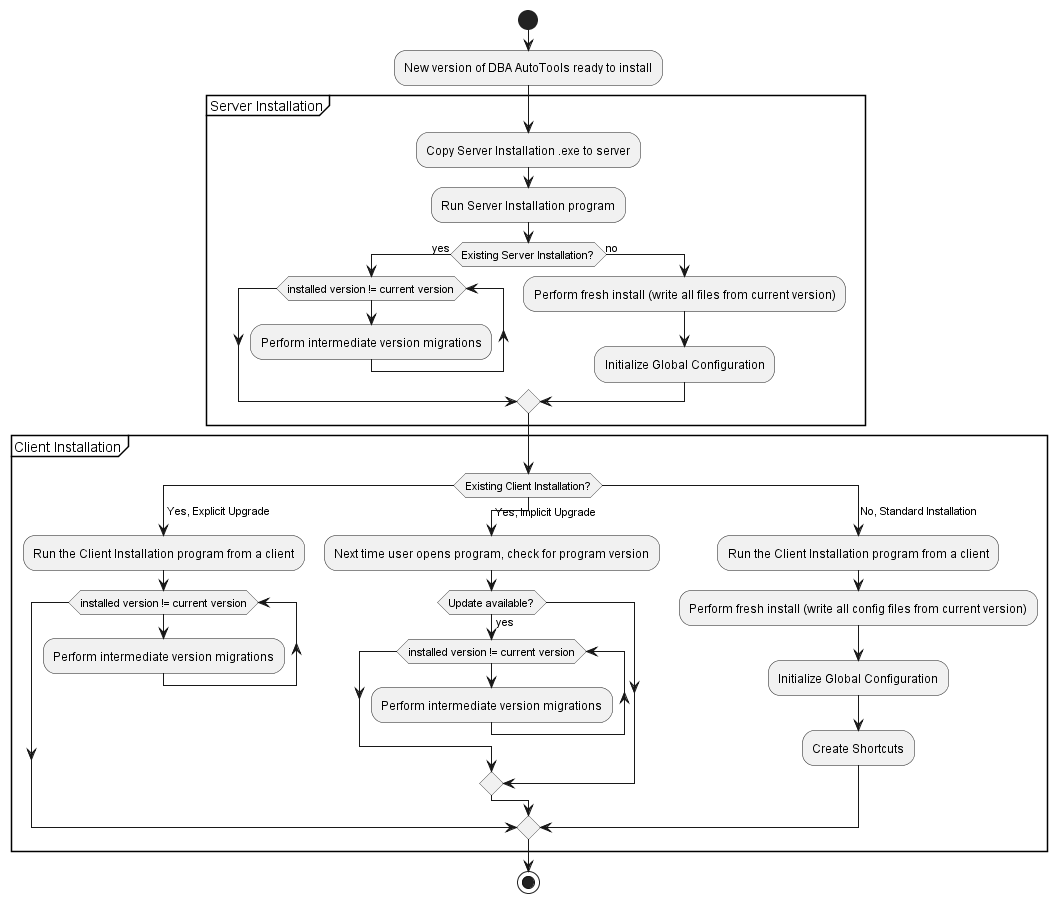 New version of DBA AutoTools ready to install
Server Installation
Copy Server Installation .exe to server
Run Server Installation program
yes
Existing Server Installation?
no
installed version != current version
Perform intermediate version migrations
Perform fresh install (write all files from current version)
Initialize Global Configuration
Client Installation
Existing Client Installation?
Yes, Explicit Upgrade
Run the Client Installation program from a client
installed version != current version
Perform intermediate version migrations
Yes, Implicit Upgrade
Next time user opens program, check for program version
Update available?
yes
installed version != current version
Perform intermediate version migrations
No, Standard Installation
Run the Client Installation program from a client
Perform fresh install (write all config files from current version)
Initialize Global Configuration
Create Shortcuts